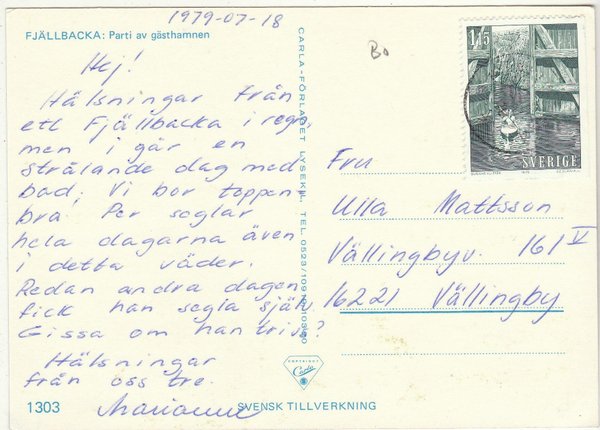 1979-07-18
FJÄLLBACKA: Parti av gästhamnen
Hej!
Hälsningar från
ett Fjällbacka i regn,
men i går en
strålande dag med
bad. Vi bor toppen
bra. Per seglar
hela dagarna även
i detta väder.
Redan andra dagen
fick han segla själv.
Gissa om han trivs?
Hälsningar
från oss tre.
Marianne
1303
CARLA-FÖRLAGET LYSEKIL. TEL 0523/109
COPYRIGHT
Carla
SVENSK TILLVERKNING
Bo
1.15
SVERIGE
Fru
Ulla Mattsson
Vällingbyv. 161 V
16221 Vällingby